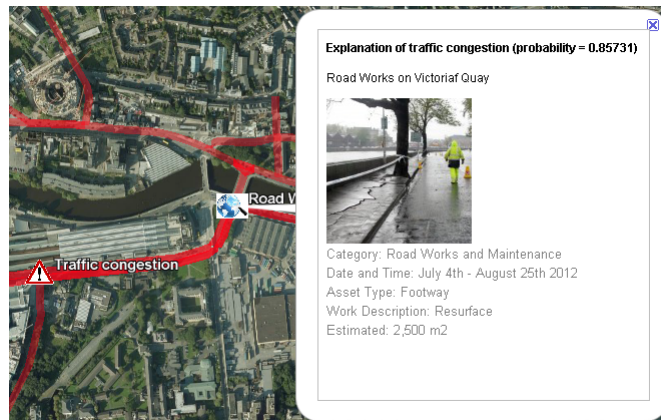 Explanation of traffic congestion (probability = 0.85731)
Road Works on Victoriaf Quay
Road W
Traffic congestion
Category: Road Works and Maintenance
Date and Time: July 4th - August 25th 2012
Asset Type: Footway
Work Description: Resurface
Estimated: 2,500 m2